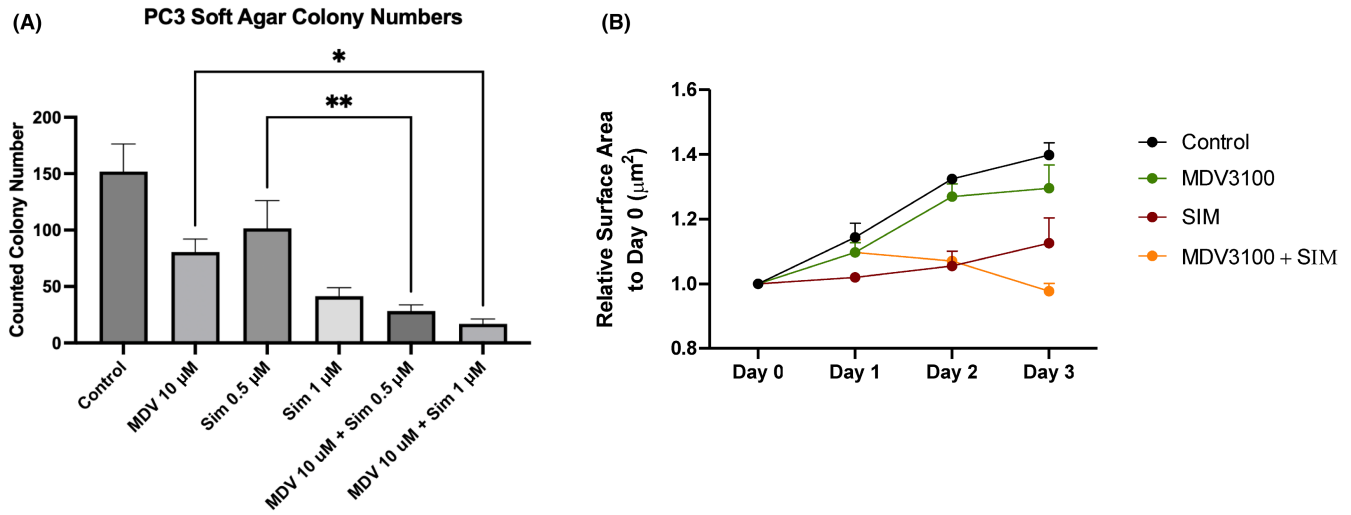 (A)
PC3 Soft Agar Colony Numbers
*
**
Counted Colony Number
200
150
100
50
0
Control
MDV 10 µM
Sim 0.5 µM
Sim 1 µM
MDV 10 uM + Sim 0.5 µM
MDV 10 uM + Sim 1 µM
(B)
Relative Surface Area
to Day 0 (µm²)
1.6
1.4
1.2
1.0
0.8
Day 0
Day 1
Day 2
Day 3
Control
MDV3100
SIM
MDV3100 + SIM